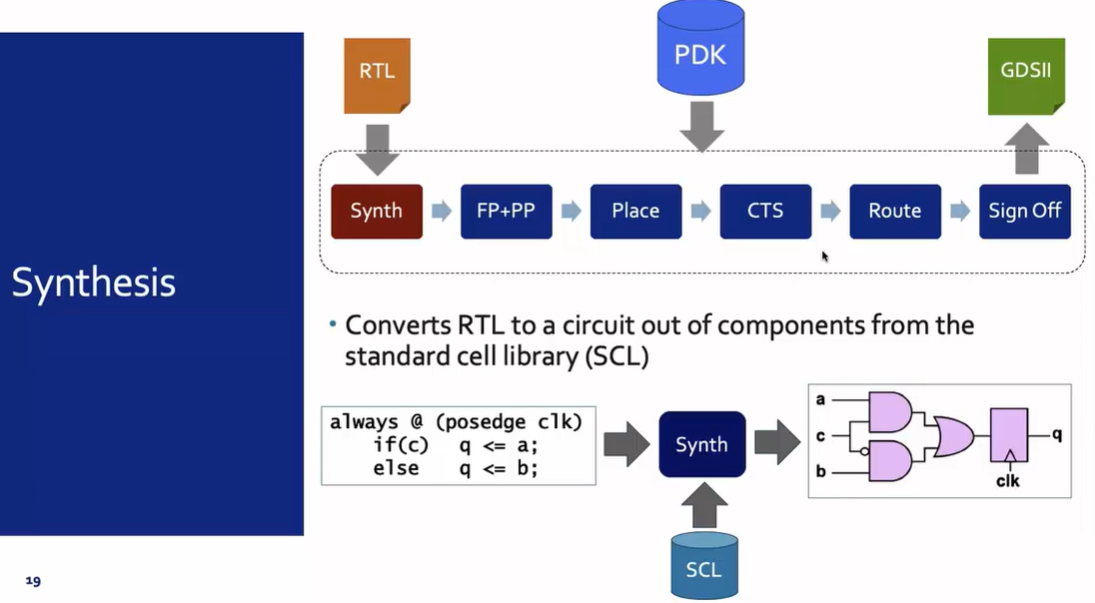 PDK
RTL
GDSII
Synth
FP+PP
Place
CTS
Route
Sign Off
Synthesis
• Converts RTL to a circuit out of components from the
standard cell library (SCL)
always @ (posedge clk)
if(c) q <= a;
else q <= b;
Synth
a
c
b
q
clk
SCL
19